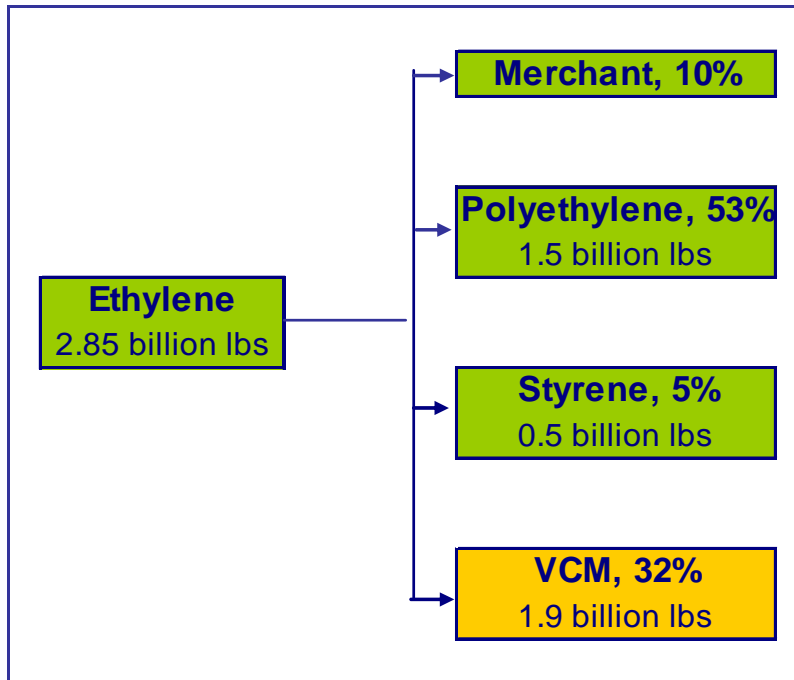 Merchant, 10%
Polyethylene, 53%
1.5 billion lbs
Ethylene
2.85 billion lbs
Styrene, 5%
0.5 billion lbs
VCM, 32%
1.9 billion lbs